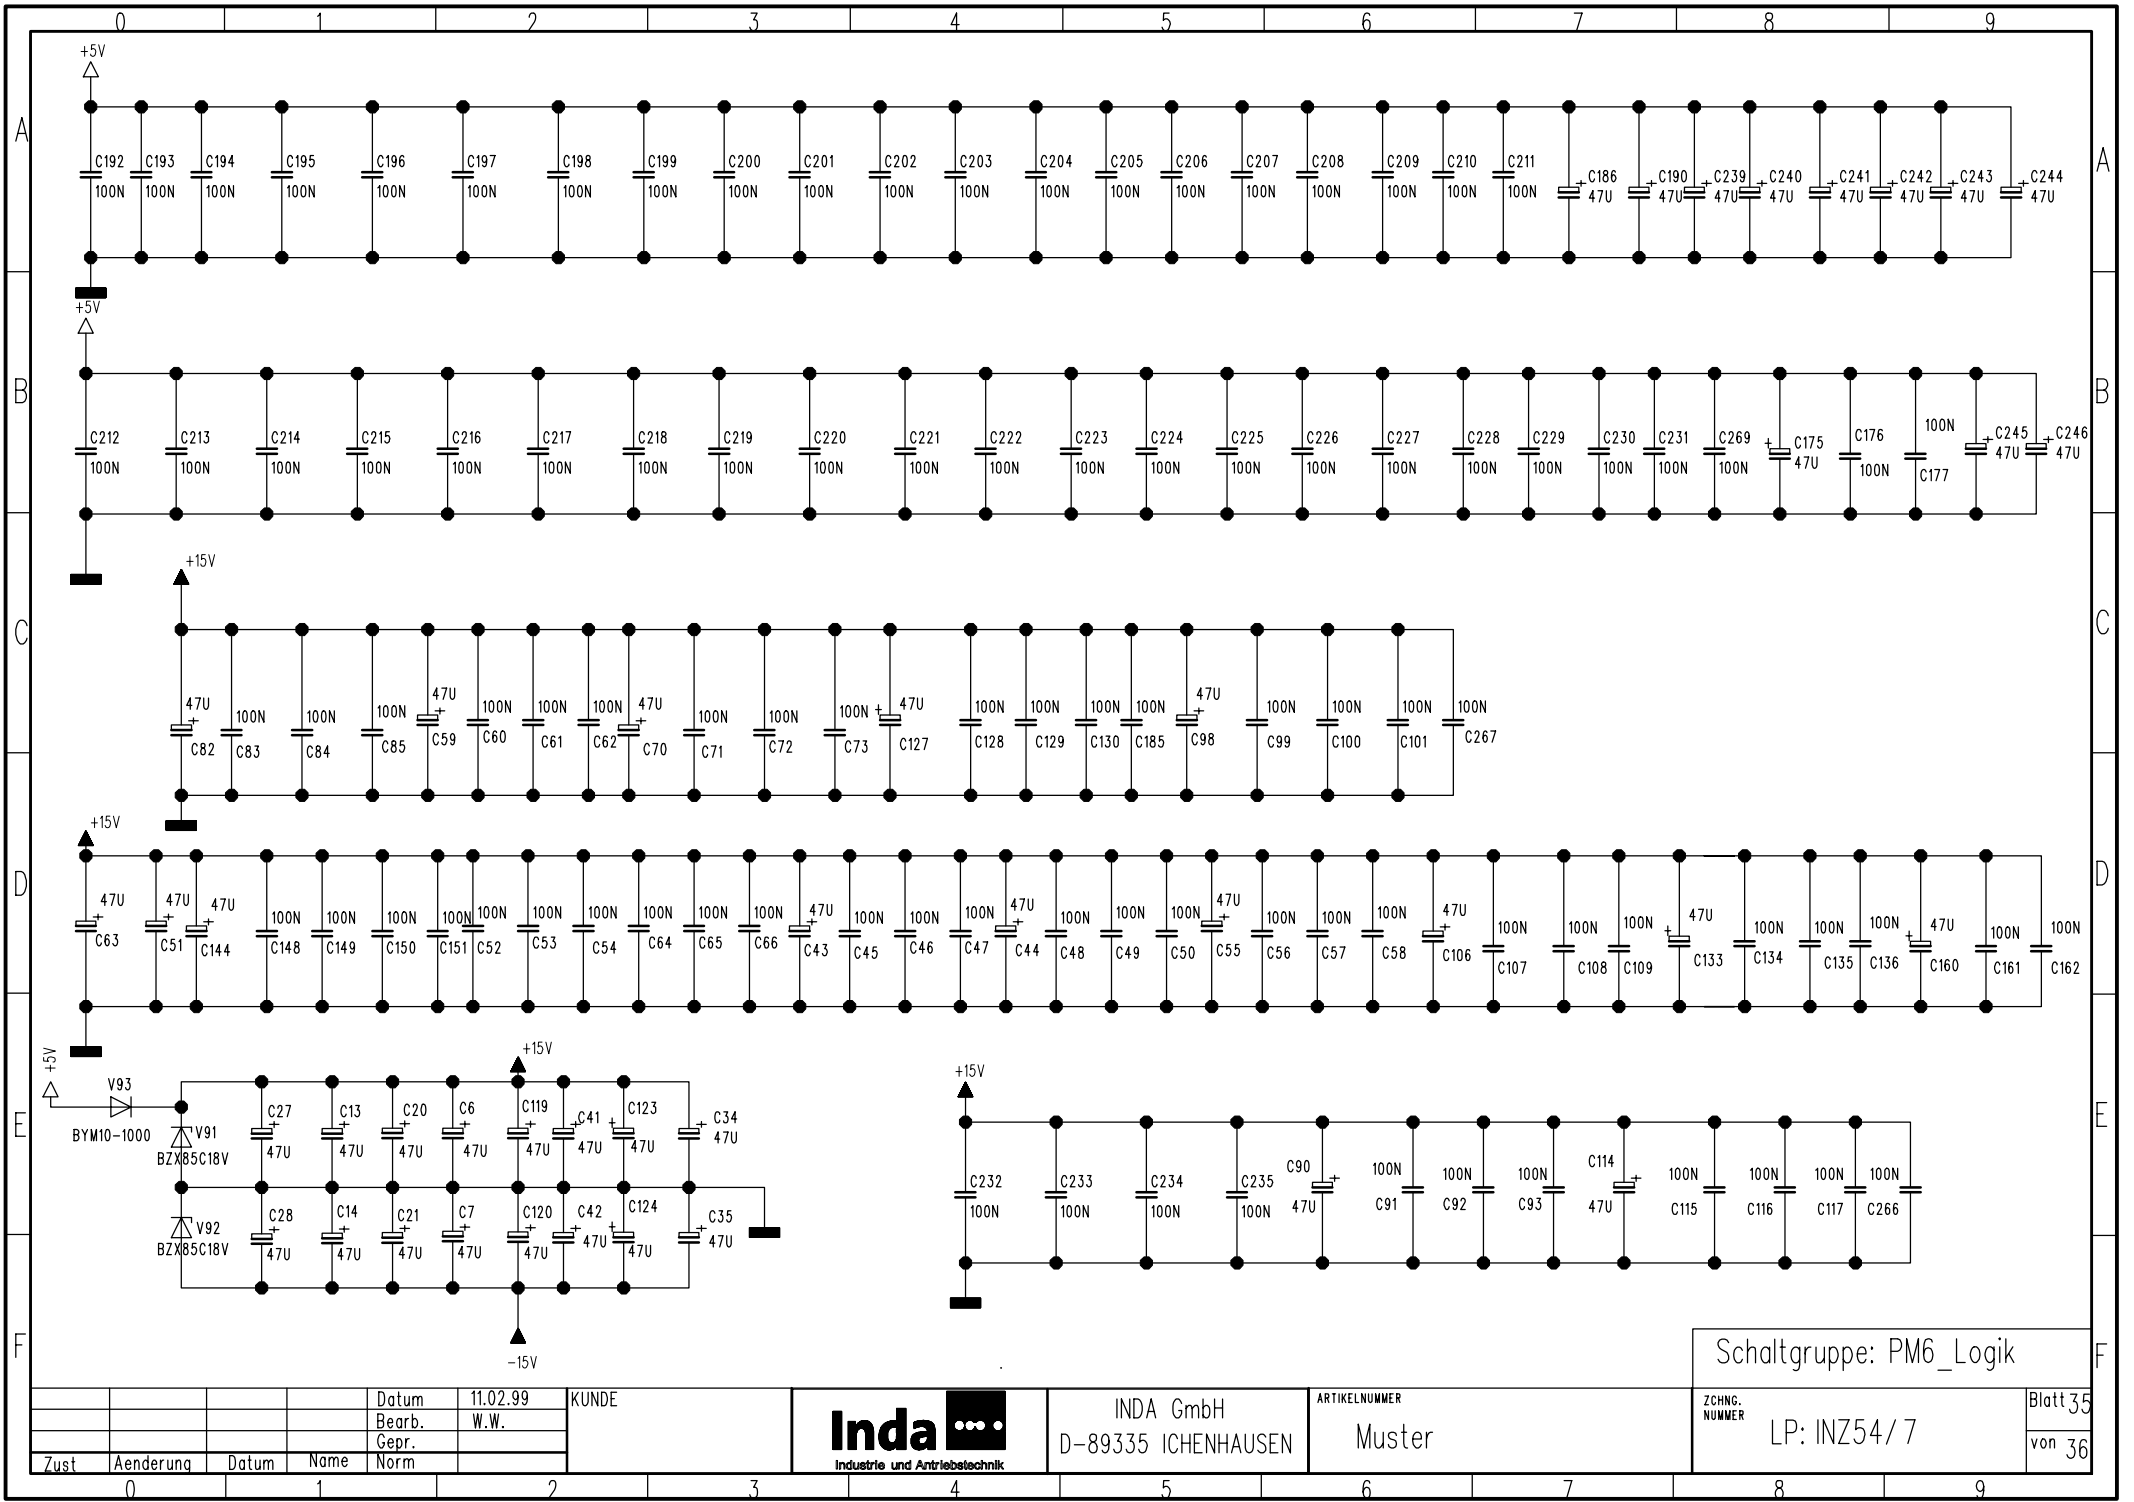 0 1 2 3 4 5 6 7 8 9
+5V
A A
C192 C193 C194 C195 C196 C197 C198 C199 C200 C201 C202 C203 C204 C205 C206 C207 C208 C209 C210 C211 C186 C190 C239 C240 C241 C242 C243 C244
100N 100N 100N 100N 100N 100N 100N 100N 100N 100N 100N 100N 100N 100N 100N 100N 100N 100N 100N 100N 47U 47U 47U 47U 47U 47U 47U 47U
+5V
B B
C212 C213 C214 C215 C216 C217 C218 C219 C220 C221 C222 C223 C224 C225 C226 C227 C228 C229 C230 C231 C269 C175 C176 100N C245 C246
100N 100N 100N 100N 100N 100N 100N 100N 100N 100N 100N 100N 100N 100N 100N 100N 100N 100N 100N 100N 100N 47U 100N C177 47U 47U
+15V
C C
47U 100N 100N 100N 47U 100N 100N 100N 47U 100N 100N 100N 47U 100N 100N 100N 100N 47U 100N 100N 100N 100N
C82 C83 C84 C85 C59 C60 C61 C62 C70 C71 C72 C73 C127 C128 C129 C130 C185 C98 C99 C100 C101 C267
+15V
D D
47U 47U 47U 100N 100N 100N 100N 100N 100N 100N 100N 100N 100N 47U 100N 100N 100N 47U 100N 100N 100N 47U 100N 100N 100N 47U 100N 100N 100N 47U 100N 100N 100N 47U 100N 100N
C63 C51 C144 C148 C149 C150 C151 C52 C53 C54 C64 C65 C66 C43 C45 C46 C47 C44 C48 C49 C50 C55 C56 C57 C58 C106 C107 C108 C109 C133 C134 C135 C136 C160 C161 C162
+5V
+15V
+15V
V93
E E
BYM10-1000
V91
BZX85C18V
C27 C13 C20 C6 C119 C41 C123 C34
47U 47U 47U 47U 47U 47U 47U 47U
V92
BZX85C18V
C28 C14 C21 C7 C120 C42 C124 C35
47U 47U 47U 47U 47U 47U 47U 47U
C232 C233 C234 C235 C90 100N 100N 100N C114 100N 100N 100N 100N
100N 100N 100N 100N 47U C91 C92 C93 47U C115 C116 C117 C266
F F
-15V
Schaltgruppe: PM6_Logik
Datum 11.02.99
Bearb. W.W.
Gepr.
Zust Aenderung Datum Name Norm
KUNDE
Inda
Industrie und Antriebstechnik
INDA GmbH
D-89335 ICHENHAUSEN
ARTIKELNUMMER
Muster
ZCHNG.
NUMMER
LP: INZ54/7
Blatt 35
von 36
0 1 2 3 4 5 6 7 8 9